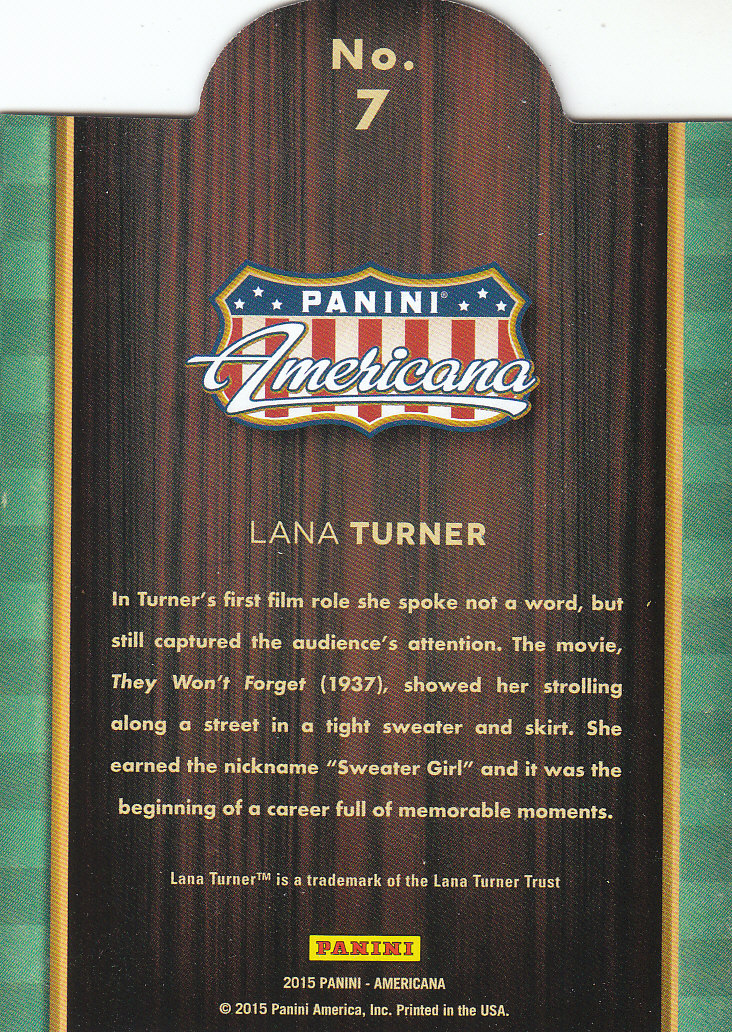 No.
7
PANINI®
Americana
LANA TURNER
In Turner's first film role she spoke not a word, but
still captured the audience's attention. The movie,
They Won't Forget (1937), showed her strolling
along a street in a tight sweater and skirt. She
earned the nickname "Sweater Girl" and it was the
beginning of a career full of memorable moments.
Lana Turner™ is a trademark of the Lana Turner Trust
PANINI
2015 PANINI - AMERICANA
© 2015 Panini America, Inc. Printed in the USA.